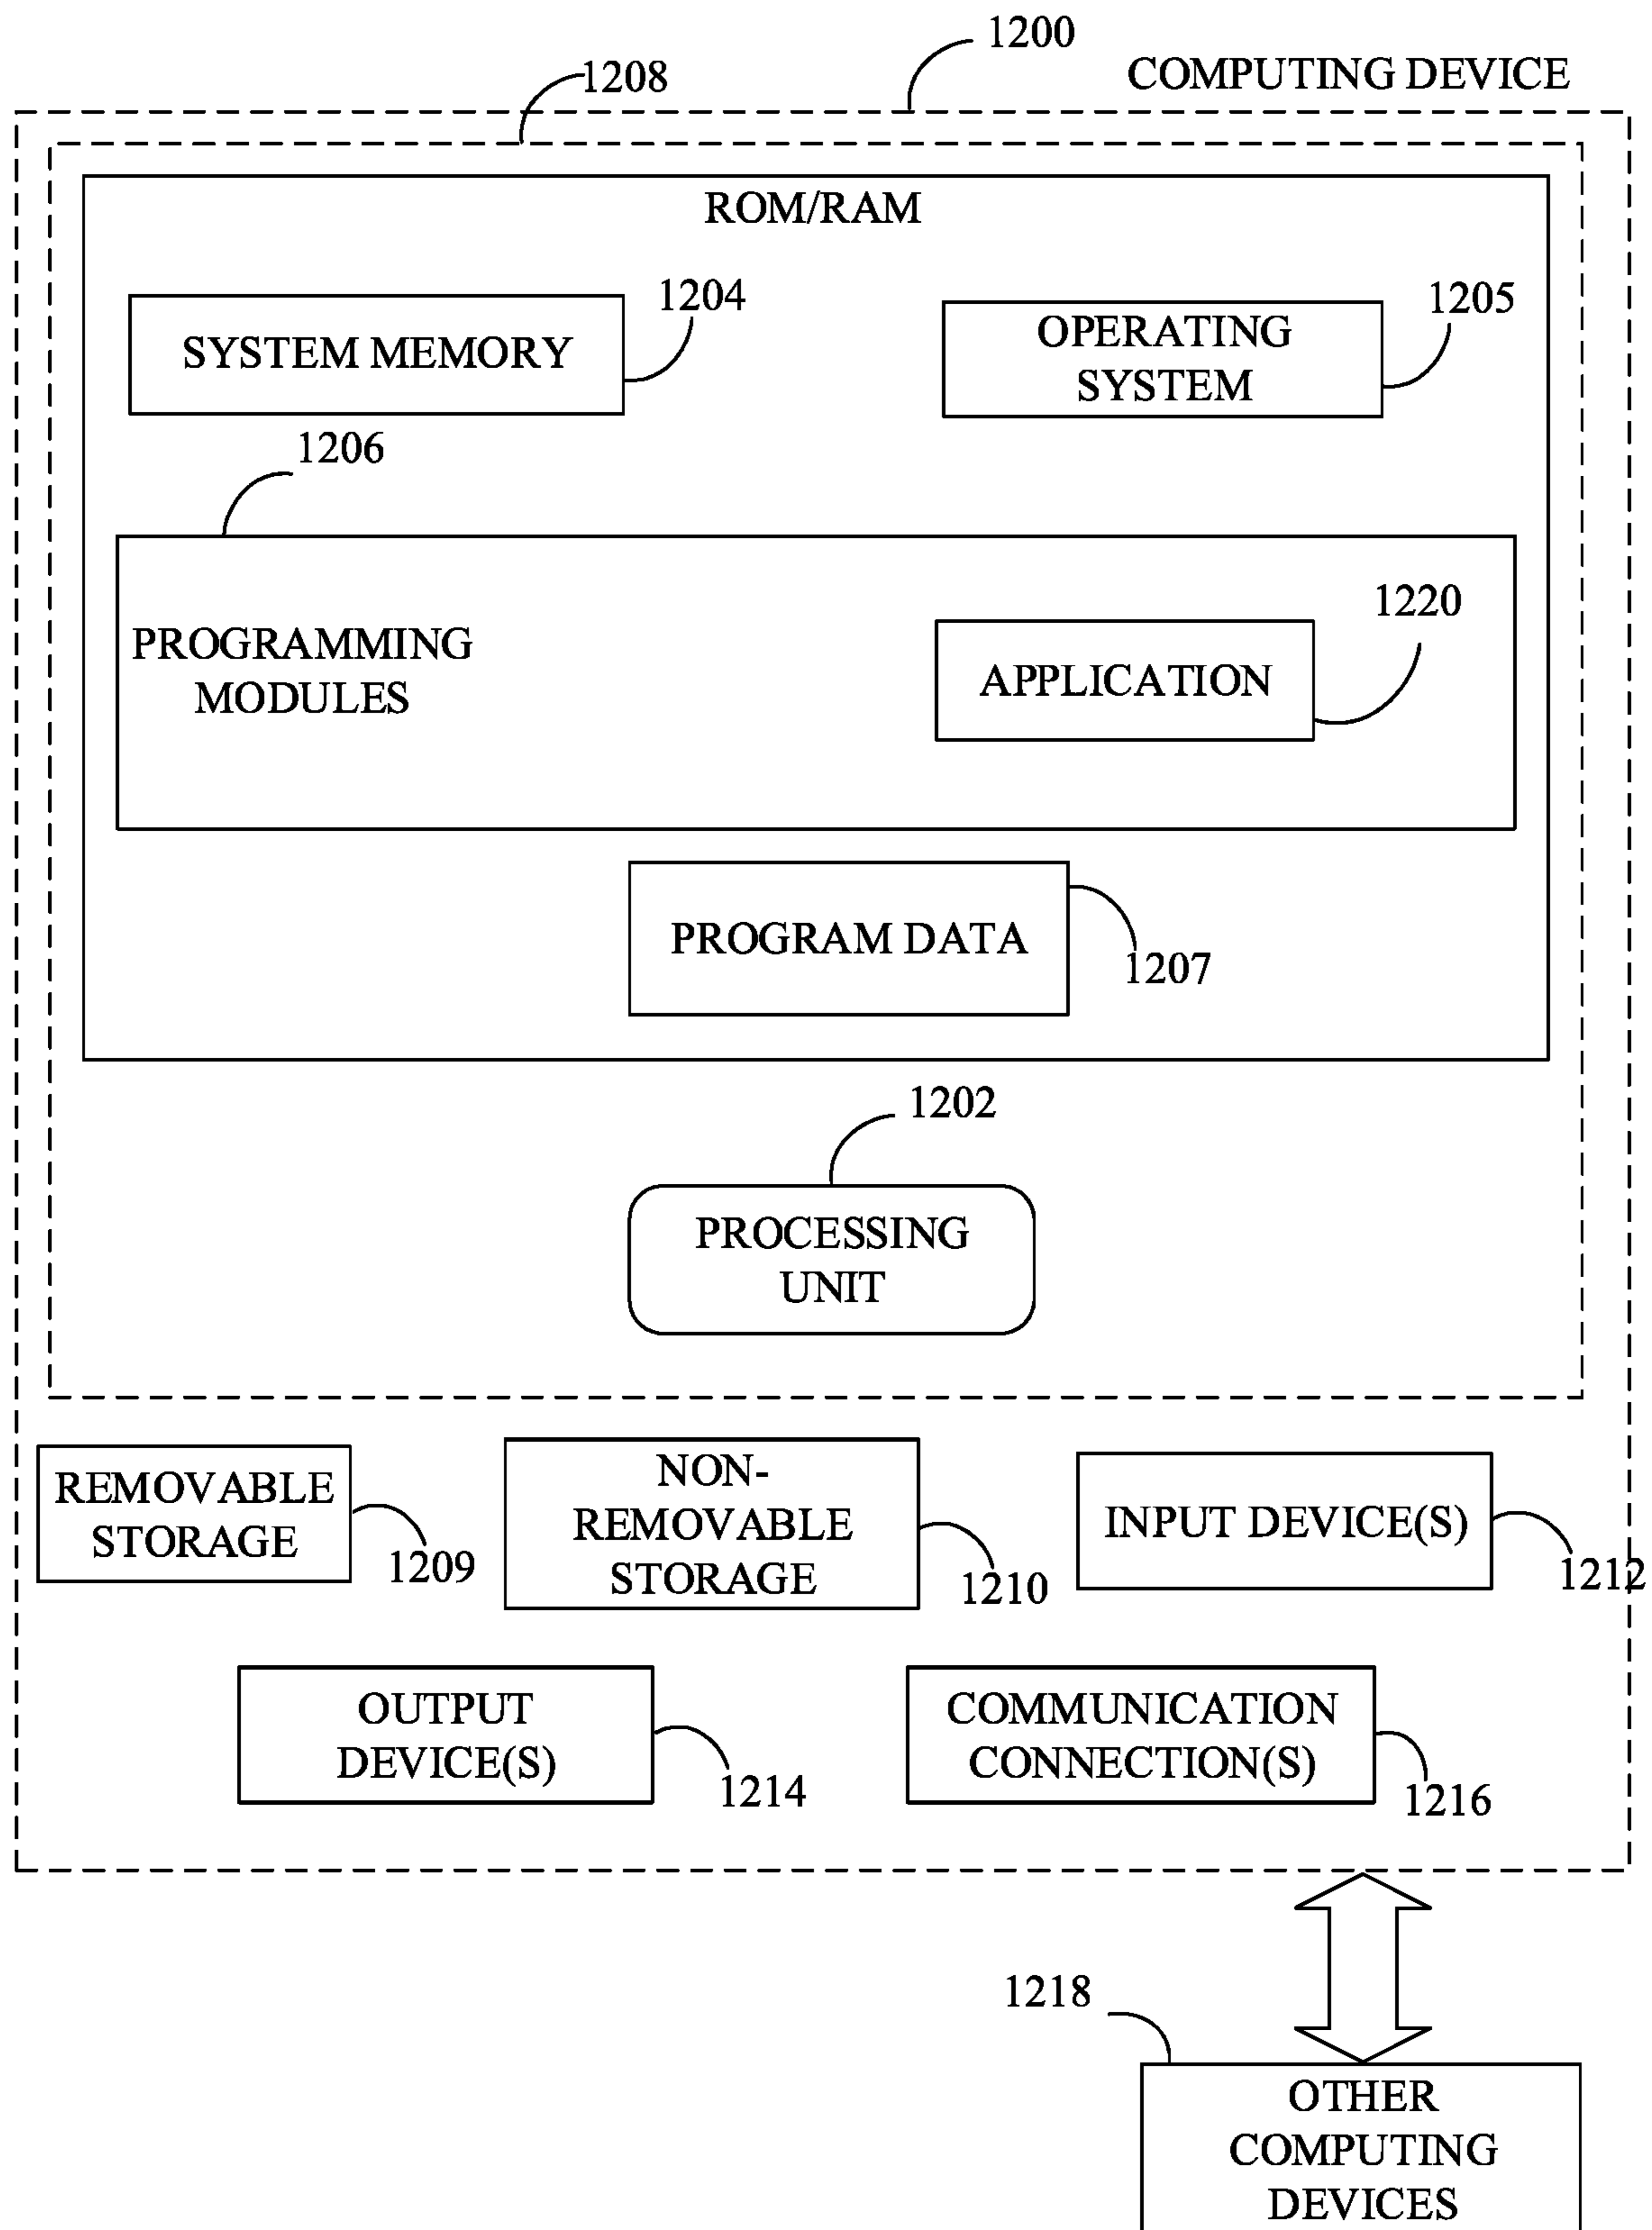 1200
COMPUTING DEVICE
1208
ROM/RAM
SYSTEM MEMORY
1204
OPERATING
SYSTEM
1205
1206
PROGRAMMING
MODULES
APPLICATION
1220
PROGRAM DATA
1207
1202
PROCESSING
UNIT
REMOVABLE
STORAGE
1209
NON-
REMOVABLE
STORAGE
1210
INPUT DEVICE(S)
1212
OUTPUT
DEVICE(S)
1214
COMMUNICATION
CONNECTION(S)
1216
1218
OTHER
COMPUTING
DEVICES